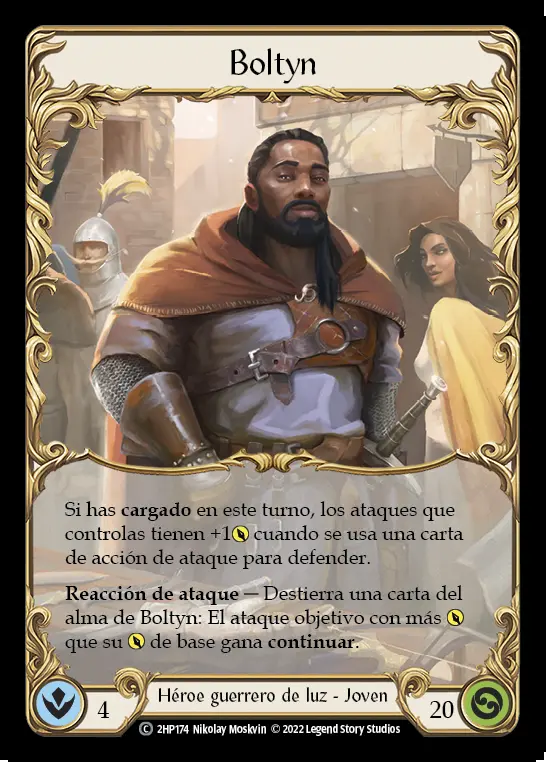 Boltyn
Si has cargado en este turno, los ataques que
controlas tienen +1 cuando se usa una carta
de acción de ataque para defender.
Reacción de ataque — Destierra una carta del
alma de Boltyn: El ataque objetivo con más
que su de base gana continuar.
4
Héroe guerrero de luz - Joven
20
C 2HP174 Nikolay Moskvin © 2022 Legend Story Studios